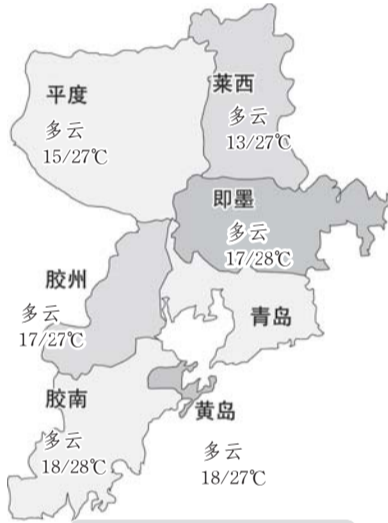 平度
多云
15/27℃
莱西
多云
13/27℃
即墨
多云
17/28℃
胶州
多云
17/27℃
青岛
胶南
多云
18/28℃
黄岛
多云
18/27℃